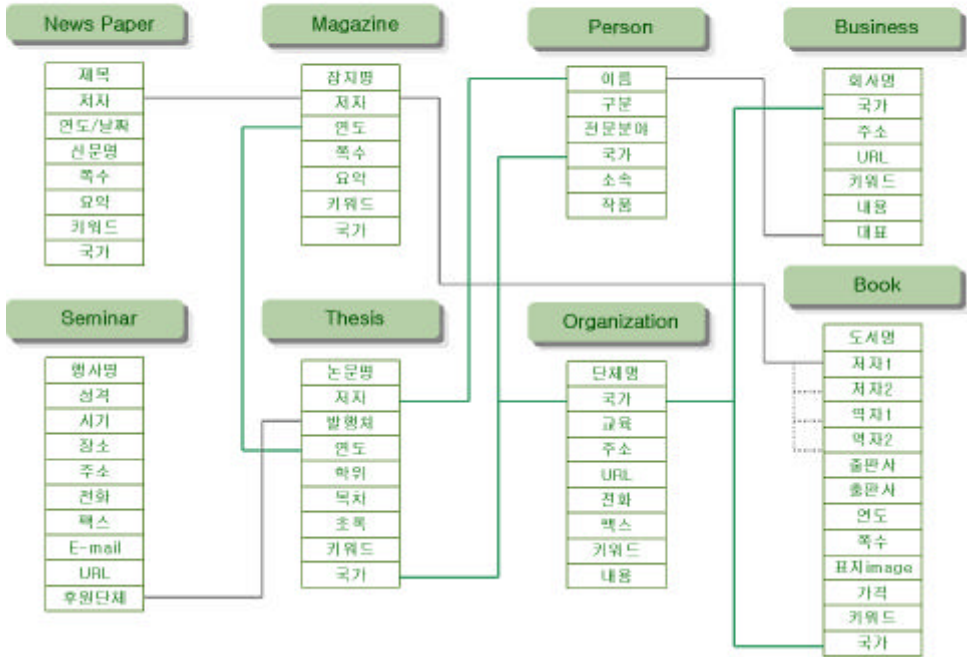 News Paper
제목
저자
연도/날짜
신문명
쪽수
요약
키워드
국가
Magazine
잡지명
저자
연도
쪽수
요약
키워드
국가
Person
이름
구분
전문분야
국가
소속
작품
Business
회사명
국가
주소
URL
키워드
내용
대표
Seminar
행사명
성격
시기
장소
주소
전화
팩스
E-mail
URL
후원단체
Thesis
논문명
저자
발행처
연도
학위
목차
초록
키워드
국가
Organization
단체명
국가
교육
주소
URL
전화
팩스
키워드
내용
Book
도서명
저자1
저자2
역자1
역자2
출판사
출판사
연도
쪽수
표지image
가격
키워드
국가